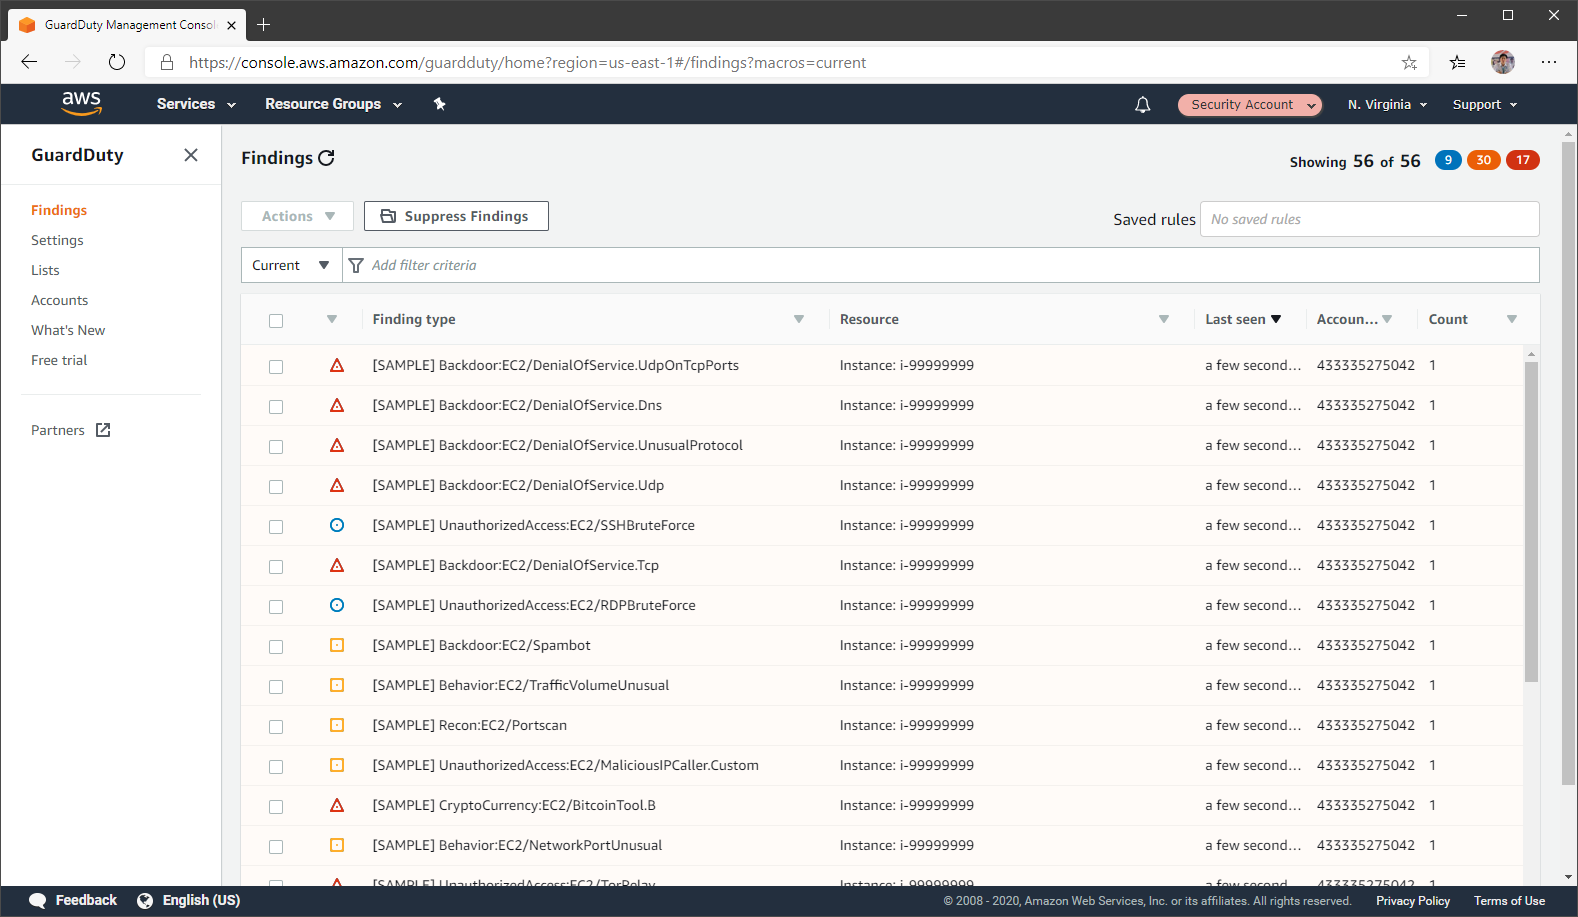 GuardDuty Management Consol
https://console.aws.amazon.com/guardduty/home?region=us-east-1#/findings?macros=current
aws Services Resource Groups Security Account N. Virginia Support
GuardDuty
Findings
Settings
Lists
Accounts
What's New
Free trial
Partners
Findings
Showing 56 of 56 9 30 17
Actions Suppress Findings Saved rules No saved rules
Current Add filter criteria
Finding type Resource Last seen Accoun... Count
[SAMPLE] Backdoor:EC2/DenialOfService.UdpOnTcpPorts Instance: i-99999999 a few second... 433335275042 1
[SAMPLE] Backdoor:EC2/DenialOfService.Dns Instance: i-99999999 a few second... 433335275042 1
[SAMPLE] Backdoor:EC2/DenialOfService.UnusualProtocol Instance: i-99999999 a few second... 433335275042 1
[SAMPLE] Backdoor:EC2/DenialOfService.Udp Instance: i-99999999 a few second... 433335275042 1
[SAMPLE] UnauthorizedAccess:EC2/SSHBruteForce Instance: i-99999999 a few second... 433335275042 1
[SAMPLE] Backdoor:EC2/DenialOfService.Tcp Instance: i-99999999 a few second... 433335275042 1
[SAMPLE] UnauthorizedAccess:EC2/RDPBruteForce Instance: i-99999999 a few second... 433335275042 1
[SAMPLE] Backdoor:EC2/Spambot Instance: i-99999999 a few second... 433335275042 1
[SAMPLE] Behavior:EC2/TrafficVolumeUnusual Instance: i-99999999 a few second... 433335275042 1
[SAMPLE] Recon:EC2/Portscan Instance: i-99999999 a few second... 433335275042 1
[SAMPLE] UnauthorizedAccess:EC2/MaliciousIPCaller.Custom Instance: i-99999999 a few second... 433335275042 1
[SAMPLE] CryptoCurrency:EC2/BitcoinTool.B Instance: i-99999999 a few second... 433335275042 1
[SAMPLE] Behavior:EC2/NetworkPortUnusual Instance: i-99999999 a few second... 433335275042 1
[SAMPLE] UnauthorizedAccess:EC2/TorRelay Instance: i-99999999 a few second... 433335275042 1
Feedback English (US) © 2008 - 2020, Amazon Web Services, Inc. or its affiliates. All rights reserved. Privacy Policy Terms of Use